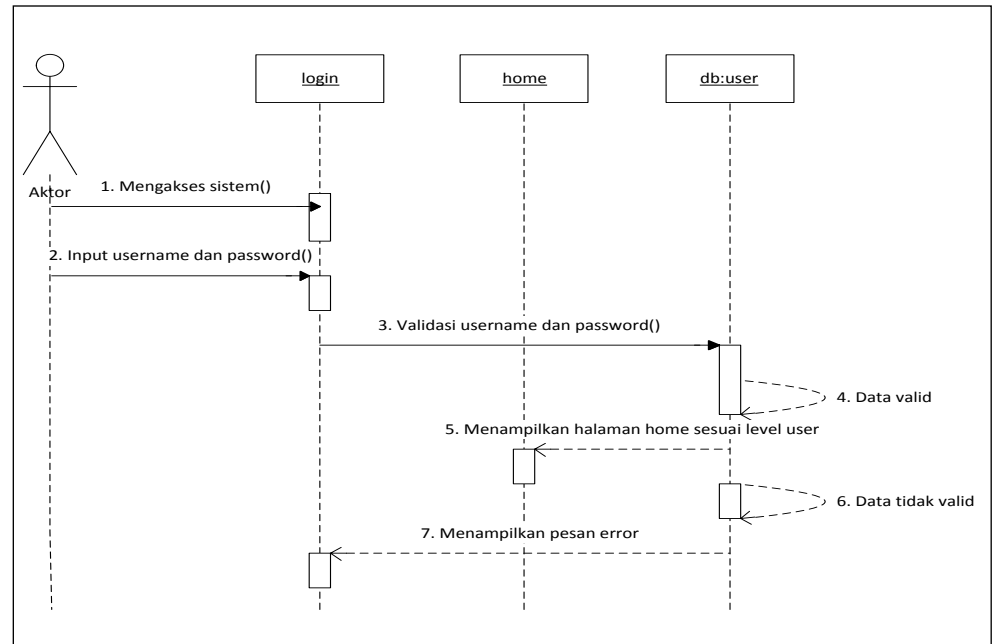 login
home
db:user
Aktor
1. Mengakses sistem()
2. Input username dan password()
3. Validasi username dan password()
4. Data valid
5. Menampilkan halaman home sesuai level user
6. Data tidak valid
7. Menampilkan pesan error